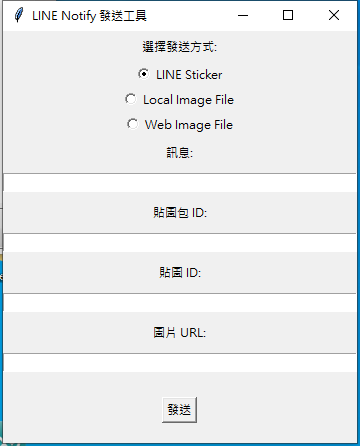 LINE Notify 發送工具
選擇發送方式:
LINE Sticker
Local Image File
Web Image File
訊息:
貼圖包 ID:
貼圖 ID:
圖片 URL:
發送